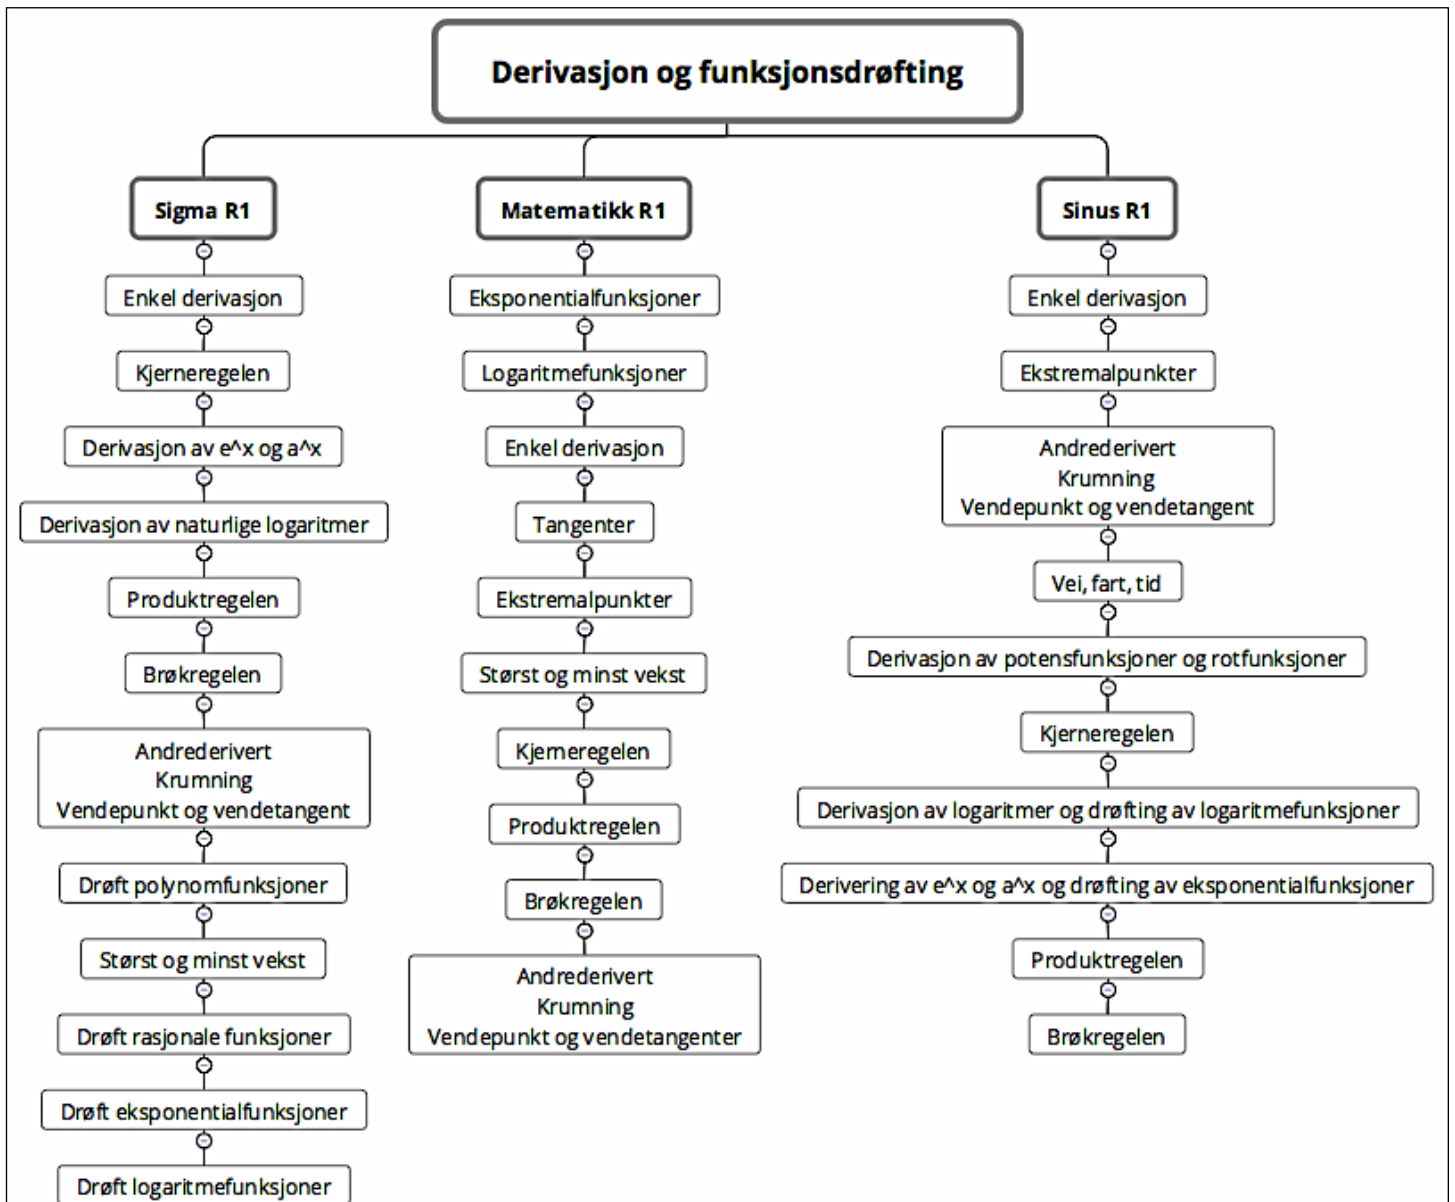 Derivasjon og funksjonsdrøfting
Sigma R1
Enkel derivasjon
Kjerneregelen
Derivasjon av e^x og a^x
Derivasjon av naturlige logaritmer
Produktregelen
Brøkregelen
Andrederivert
Krumning
Vendepunkt og vendetangent
Drøft polynomfunksjoner
Størst og minst vekst
Drøft rasjonale funksjoner
Drøft eksponentialfunksjoner
Drøft logaritmefunksjoner
Matematikk R1
Eksponentialfunksjoner
Logaritmefunksjoner
Enkel derivasjon
Tangenter
Ekstremalpunkter
Størst og minst vekst
Kjerneregelen
Produktregelen
Brøkregelen
Andrederivert
Krumning
Vendepunkt og vendetangenter
Sinus R1
Enkel derivasjon
Ekstremalpunkter
Andrederivert
Krumning
Vendepunkt og vendetangent
Vei, fart, tid
Derivasjon av potensfunksjoner og rotfunksjoner
Kjerneregelen
Derivasjon av logaritmer og drøfting av logaritmefunksjoner
Derivering av e^x og a^x og drøfting av eksponentialfunksjoner
Produktregelen
Brøkregelen